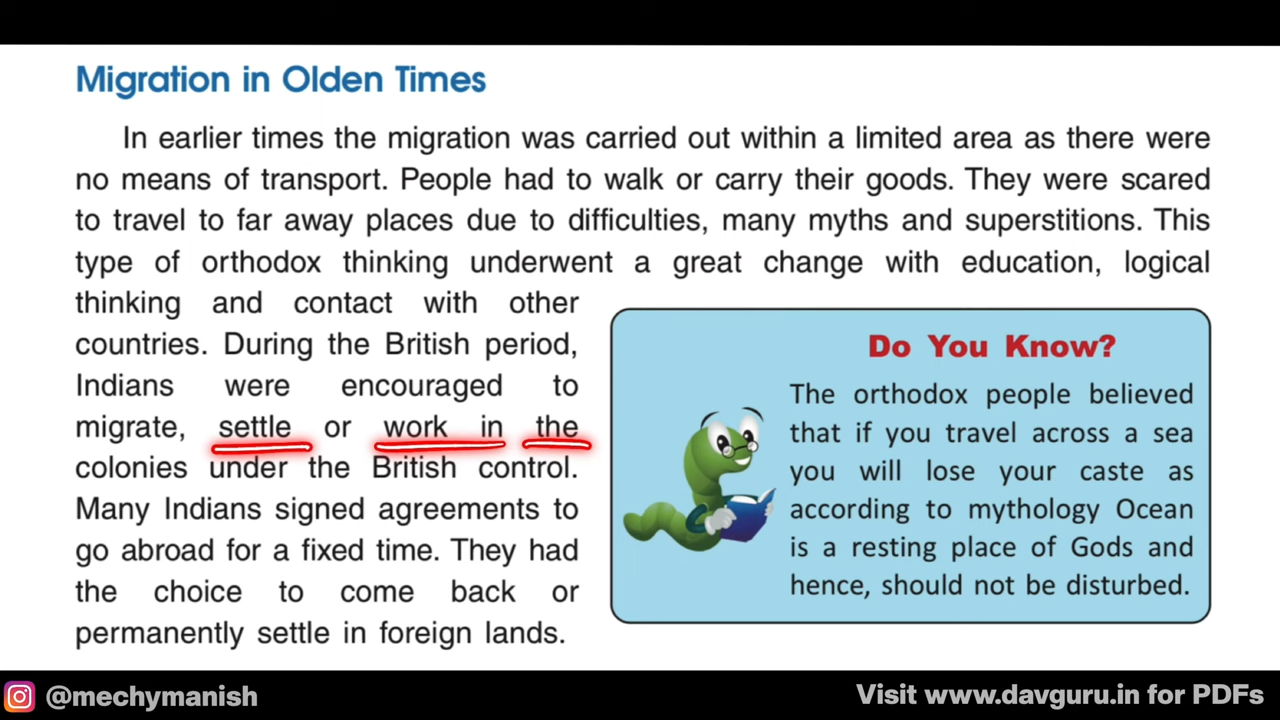 Migration in Olden Times
In earlier times the migration was carried out within a limited area as there were
no means of transport. People had to walk or carry their goods. They were scared
to travel to far away places due to difficulties, many myths and superstitions. This
type of orthodox thinking underwent a great change with education, logical
thinking and contact with other
countries. During the British period,
Indians were encouraged to
migrate, settle or work in the
colonies under the British control.
Many Indians signed agreements to
go abroad for a fixed time. They had
the choice to come back or
permanently settle in foreign lands.
Do You Know?
The orthodox people believed
that if you travel across a sea
you will lose your caste as
according to mythology Ocean
is a resting place of Gods and
hence, should not be disturbed.
@mechymanish
Visit www.davguru.in for PDFs